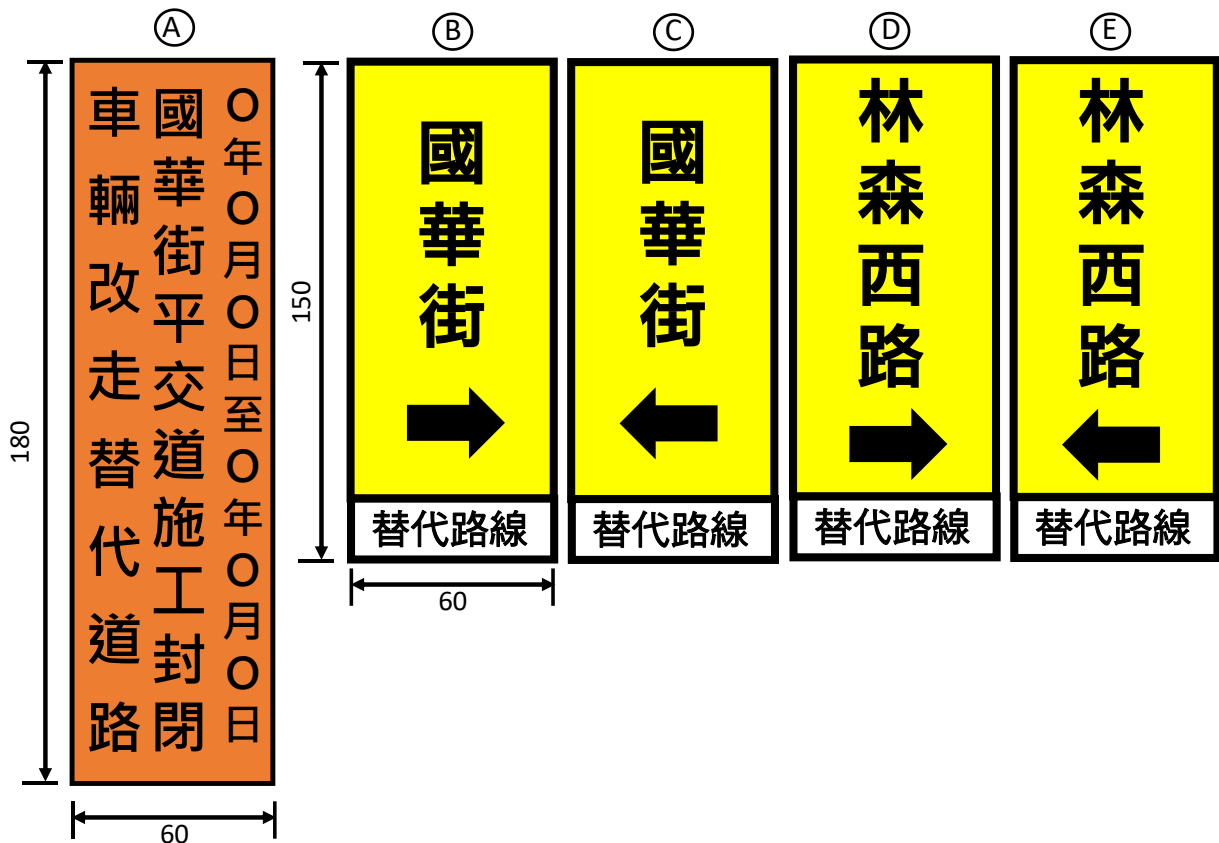 Ⓐ
Ⓑ
Ⓒ
Ⓓ
Ⓔ
180
60
O年O月O日至O年O月O日
國華街平交道施工封閉
車輛改走替代道路
150
60
國華街
替代路線
國華街
替代路線
林森西路
替代路線
林森西路
替代路線